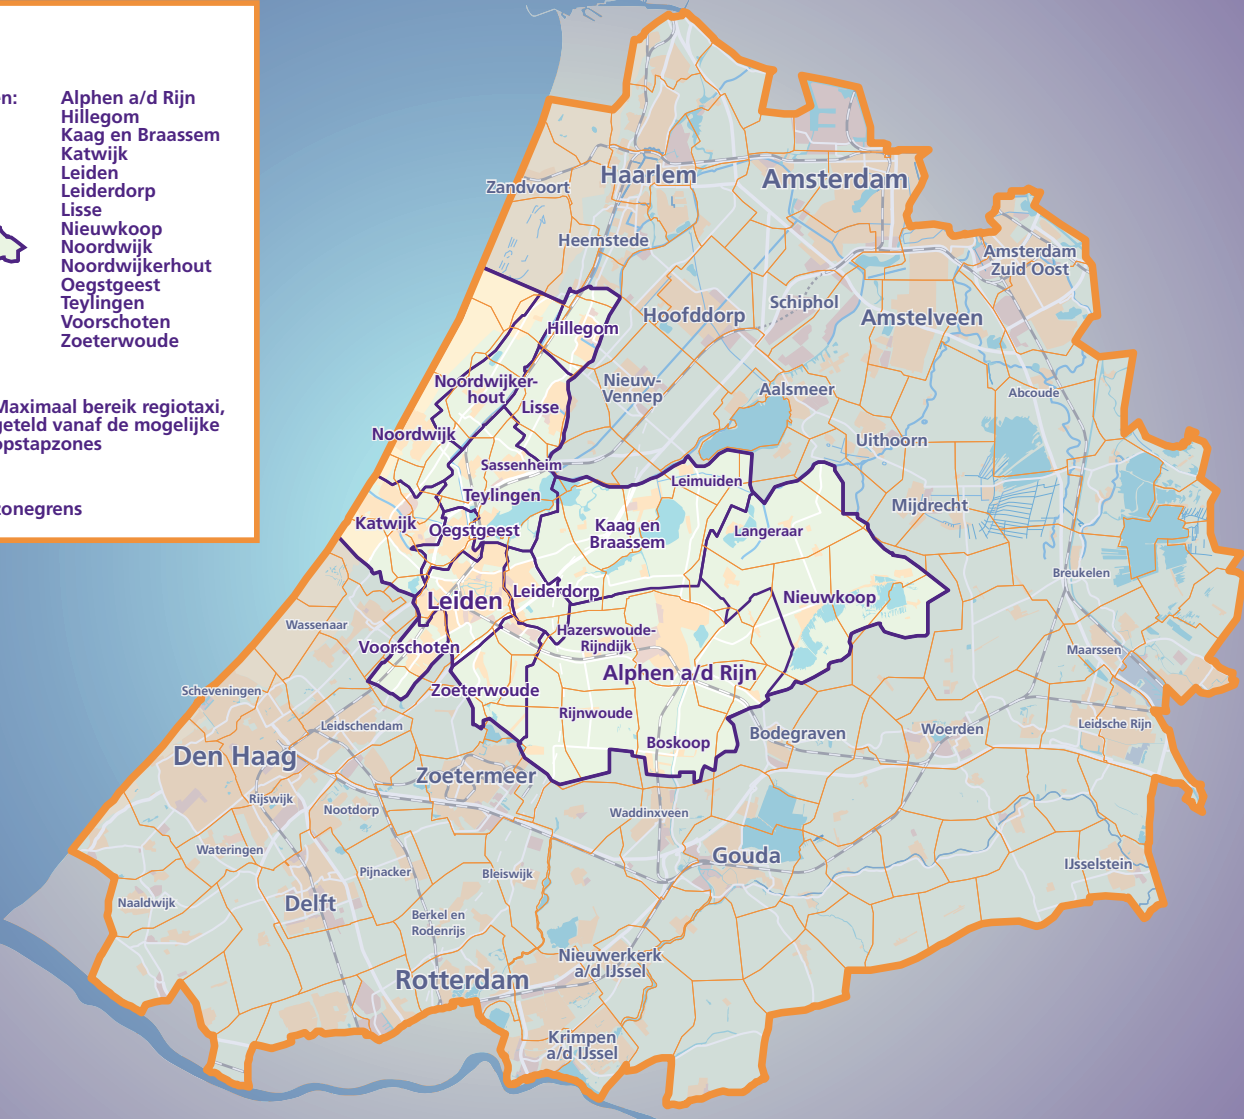 en:
Alphen a/d Rijn
Hillegom
Kaag en Braassem
Katwijk
Leiden
Leiderdorp
Lisse
Nieuwkoop
Noordwijk
Noordwijkerhout
Oegstgeest
Teylingen
Voorschoten
Zoeterwoude
Maximaal bereik regiotaxi,
geteld vanaf de mogelijke
opstapzones
zonegrens
Zandvoort
Haarlem
Amsterdam
Heemstede
Amsterdam
Zuid Oost
Schiphol
Hoofddorp
Amstelveen
Hillegom
Noordwijker-
hout
Lisse
Nieuw-
Vennep
Aalsmeer
Abcoude
Noordwijk
Uithoorn
Sassenheim
Leimuiden
Teylingen
Mijdrecht
Katwijk
Oegstgeest
Kaag en
Braassem
Langeraar
Breukelen
Leiden
Leiderdorp
Nieuwkoop
Wassenaar
Hazerswoude-
Rijndijk
Voorschoten
Maarssen
Alphen a/d Rijn
Scheveningen
Zoeterwoude
Rijnwoude
Leidschendam
Boskoop
Bodegraven
Woerden
Leidsche Rijn
Den Haag
Zoetermeer
Rijswijk
Nootdorp
Waddinxveen
Wateringen
Gouda
IJsselstein
Pijnacker
Bleiswijk
Naaldwijk
Delft
Berkel en
Rodenrijs
Nieuwerkerk
a/d IJssel
Rotterdam
Krimpen
a/d IJssel